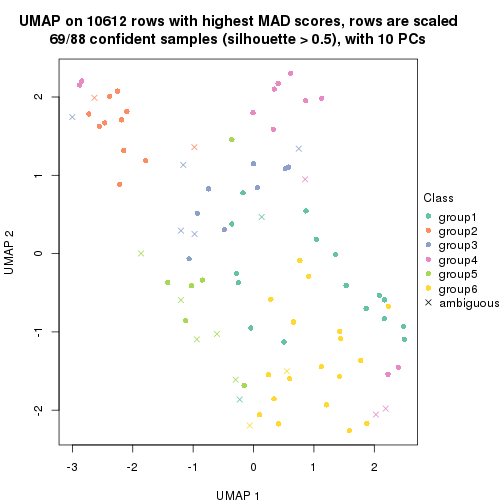 UMAP on 10612 rows with highest MAD scores, rows are scaled
69/88 confident samples (silhouette > 0.5), with 10 PCs
2
1
0
-1
-2
UMAP 2
-3
-2
-1
0
1
2
UMAP 1
Class
group1
group2
group3
group4
group5
group6
ambiguous